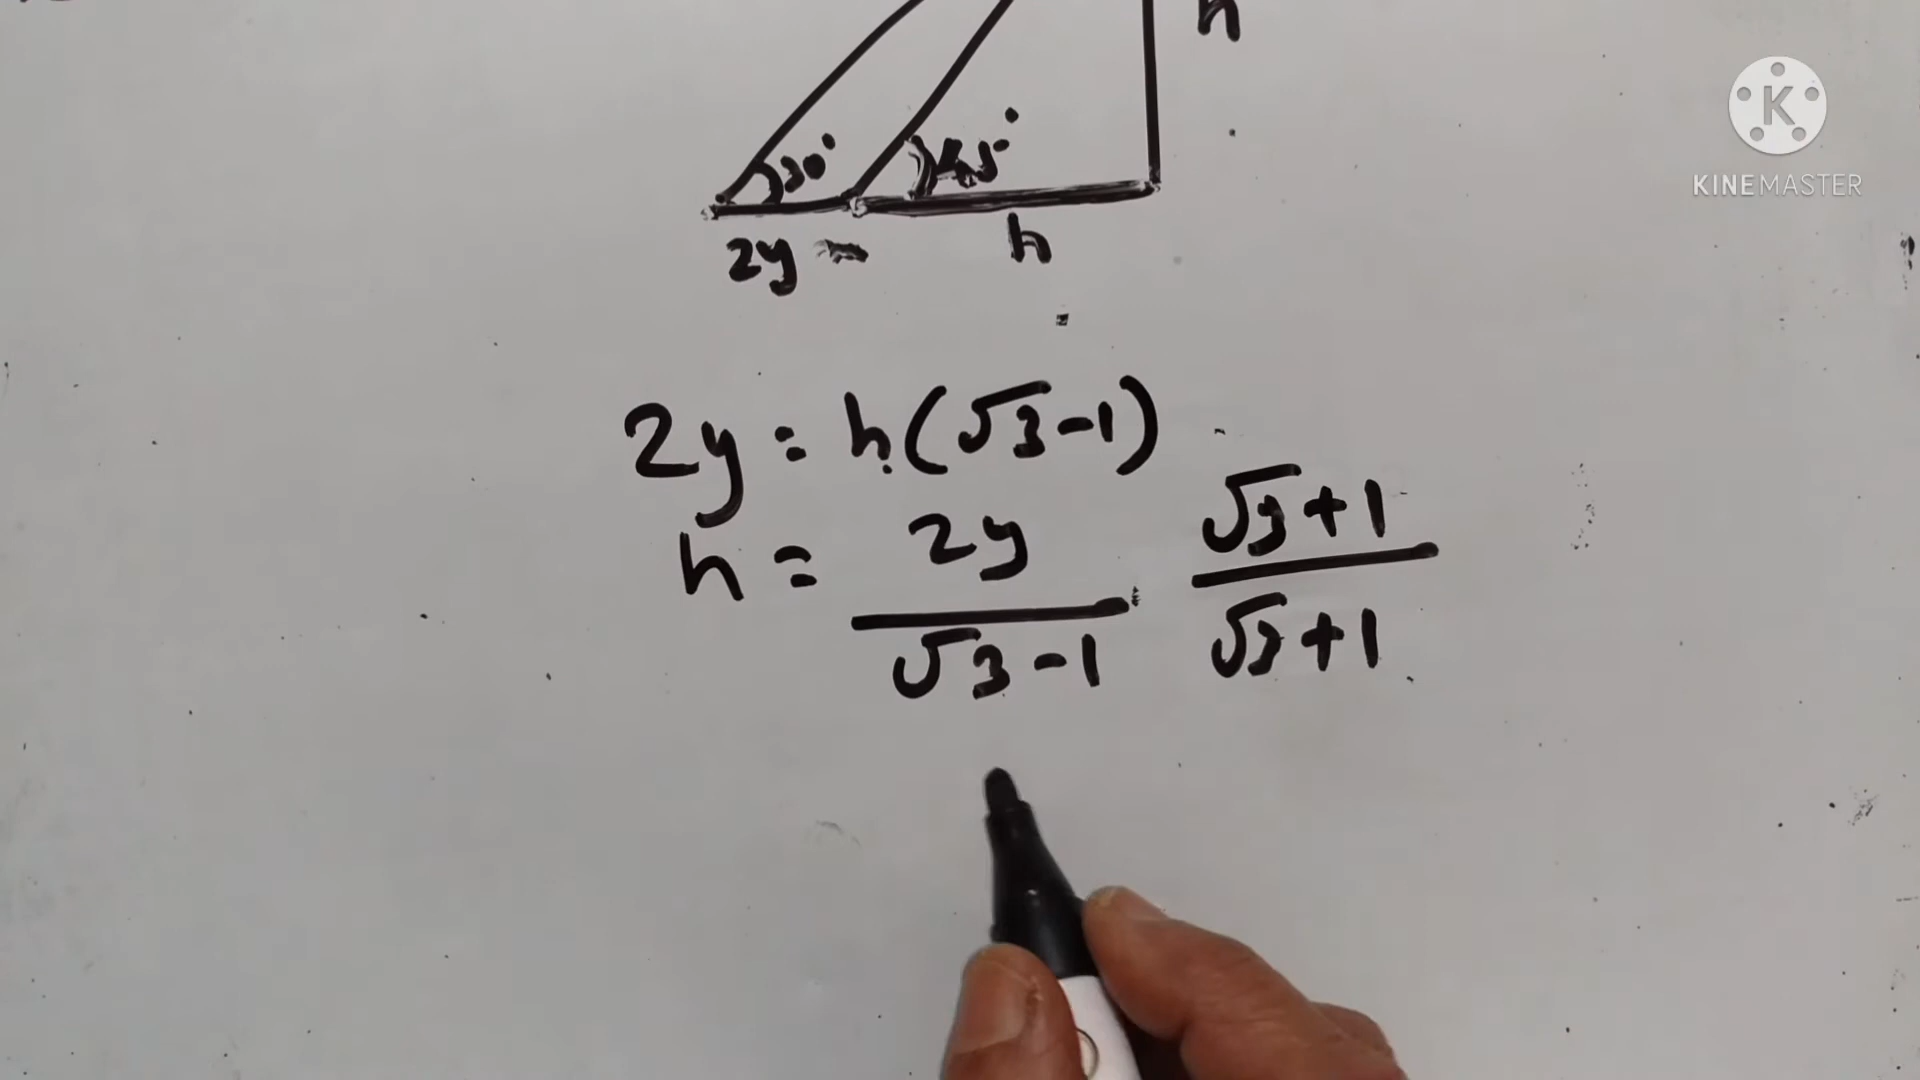 h
KINEMASTER
30°
45°
2y
h
2y = h(√3-1)
h = 2y/(√3-1) (√3+1)/(√3+1)